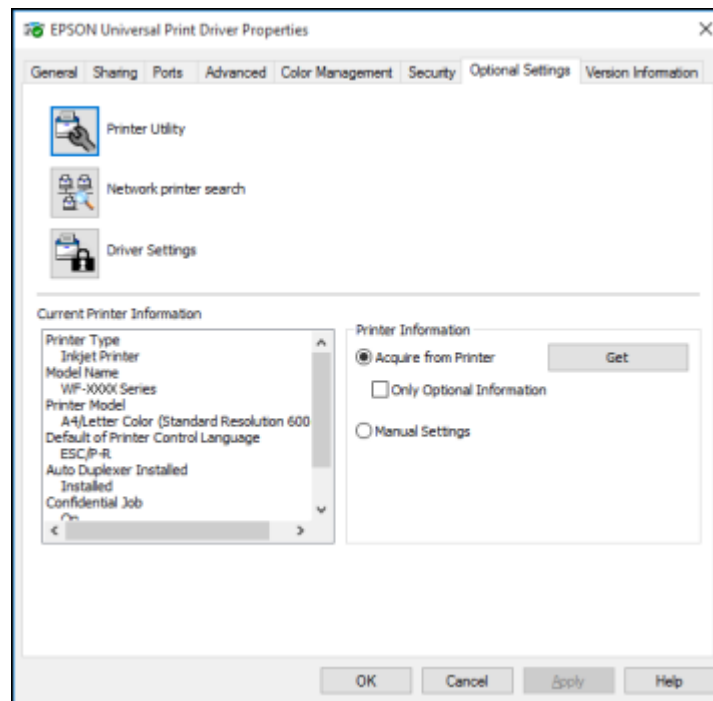 EPSON Universal Print Driver Properties
General Sharing Ports Advanced Color Management Security Optional Settings Version Information
Printer Utility
Network printer search
Driver Settings
Current Printer Information
Printer Type
Inkjet Printer
Model Name
WF-XXXX Series
Printer Model
A4/Letter Color (Standard Resolution 600
Default of Printer Control Language
ESC/P-R
Auto Duplexer Installed
Installed
Confidential Job
On
Printer Information
Acquire from Printer Get
Only Optional Information
Manual Settings
OK Cancel Apply Help